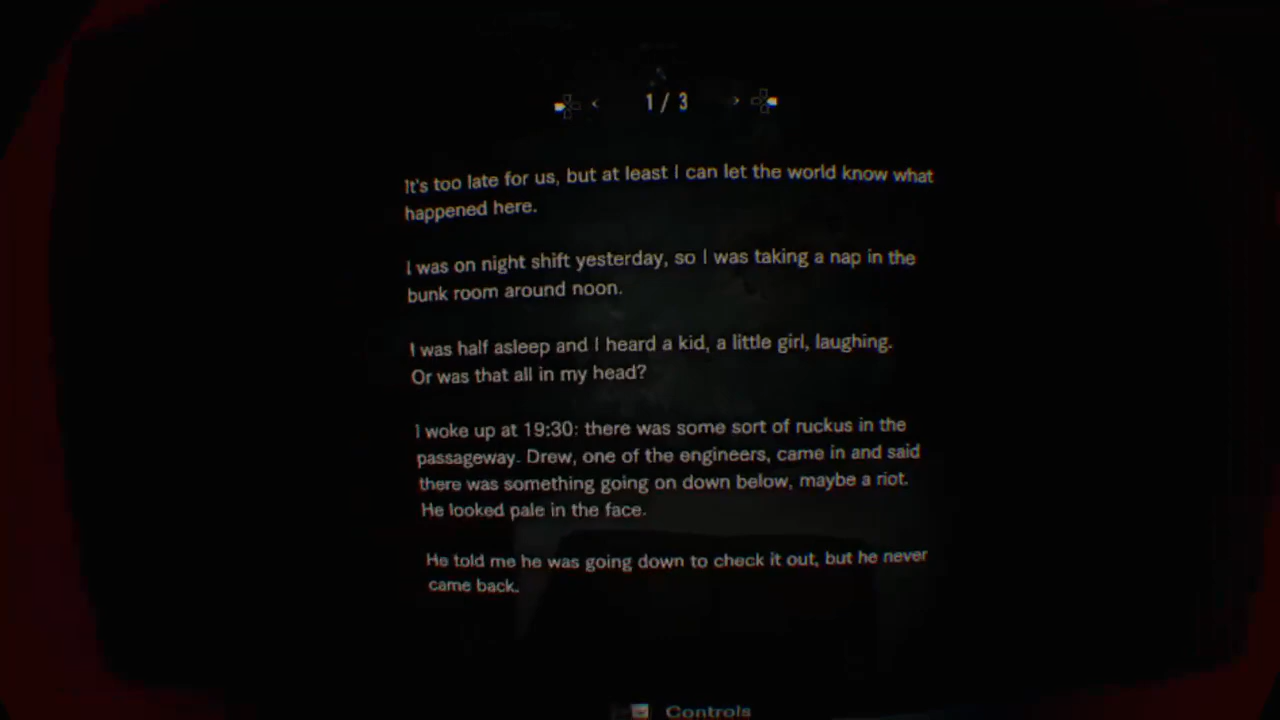 < 1 / 3 >
It's too late for us, but at least I can let the world know what
happened here.
I was on night shift yesterday, so I was taking a nap in the
bunk room around noon.
I was half asleep and I heard a kid, a little girl, laughing.
Or was that all in my head?
I woke up at 19:30: there was some sort of ruckus in the
passageway. Drew, one of the engineers, came in and said
there was something going on down below, maybe a riot.
He looked pale in the face.
He told me he was going down to check it out, but he never
came back.
Controls